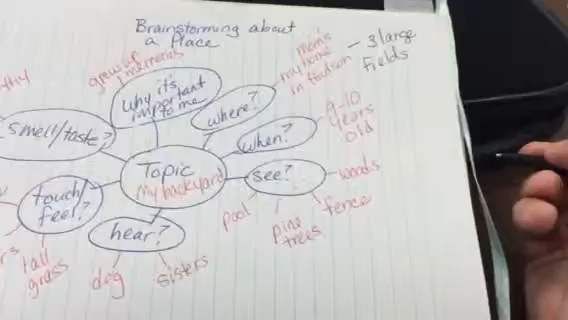 Brainstorming about
a Place
grew up
memories
why it's
important
to me
where?
mom's
my home
in Hudson
- 3 large
fields
when?
9-10
years
old
smell/taste?
thy
Topic
my backyard
see?
woods
fence
pine
trees
pool
touch/
feel?
tall
grass
hear?
dog
sisters